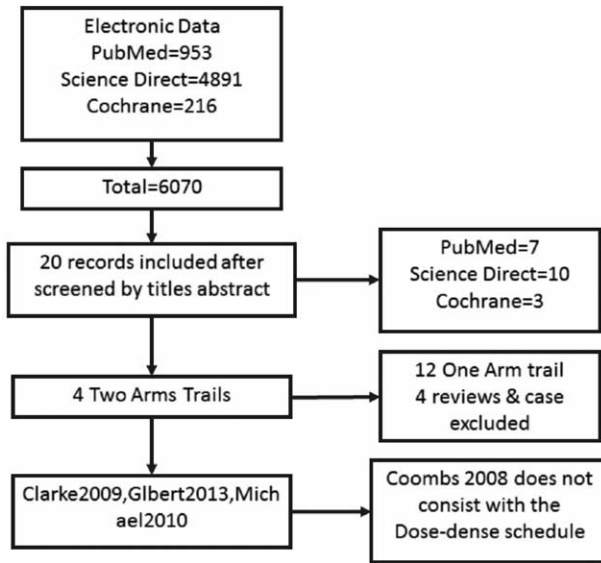 Electronic Data
PubMed=953
Science Direct=4891
Cochrane=216
Total=6070
20 records included after
screened by titles abstract
PubMed=7
Science Direct=10
Cochrane=3
4 Two Arms Trails
12 One Arm trail
4 reviews & case
excluded
Clarke2009,Glbert2013,Mich
ael2010
Coombs 2008 does not
consist with the
Dose-dense schedule